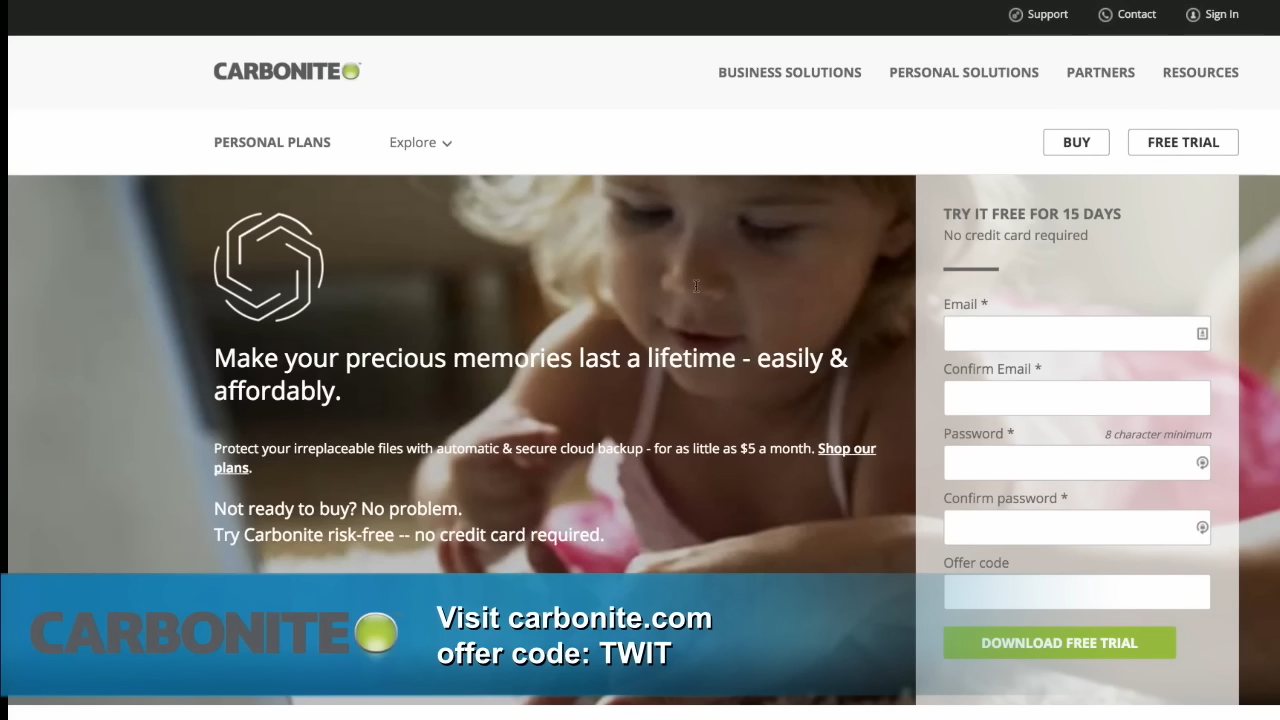 Support
Contact
Sign In
CARBONITE
BUSINESS SOLUTIONS
PERSONAL SOLUTIONS
PARTNERS
RESOURCES
PERSONAL PLANS
Explore
BUY
FREE TRIAL
Make your precious memories last a lifetime - easily &
affordably.
Protect your irreplaceable files with automatic & secure cloud backup - for as little as $5 a month. Shop our
plans.
Not ready to buy? No problem.
Try Carbonite risk-free -- no credit card required.
TRY IT FREE FOR 15 DAYS
No credit card required
Email *
Confirm Email *
Password *
8 character minimum
Confirm password *
Offer code
DOWNLOAD FREE TRIAL
CARBONITE
Visit carbonite.com
offer code: TWIT